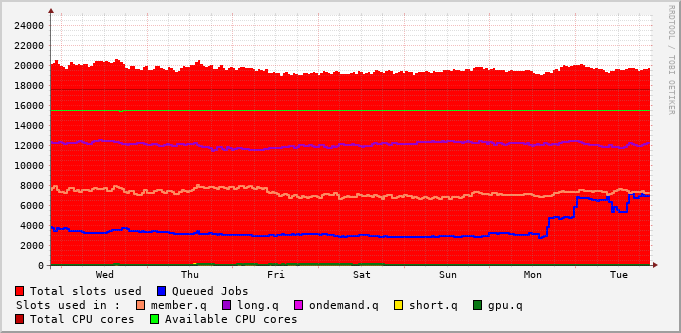 24000
22000
20000
18000
16000
14000
12000
10000
8000
6000
4000
2000
0
Wed Thu Fri Sat Sun Mon Tue
RRDTOOL / TOBI OETIKER
Total slots used Queued Jobs
Slots used in : member.q long.q ondemand.q short.q gpu.q
Total CPU cores Available CPU cores